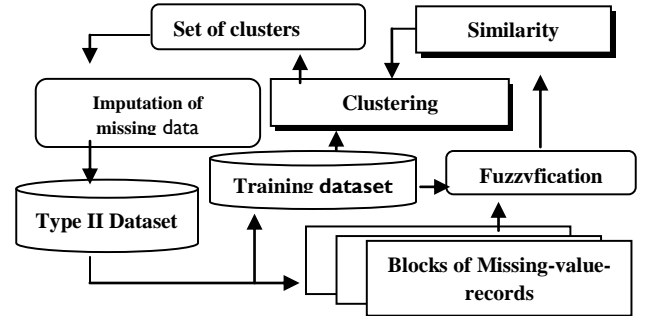 Set of clusters
Similarity
Imputation of
missing data
Clustering
Training dataset
Fuzzyfication
Type II Dataset
Blocks of Missing-value-
records